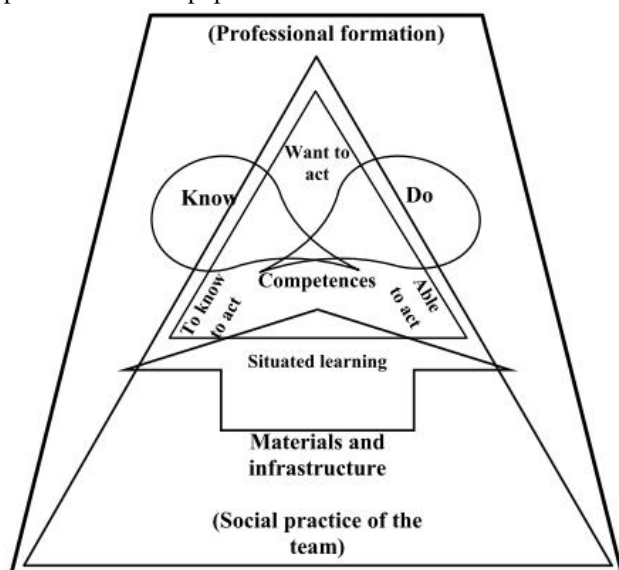 (Professional formation)
Want to
act
Know
Do
Competences
To know
to act
Able
to act
Situated learning
Materials and
infrastructure
(Social practice of the
team)